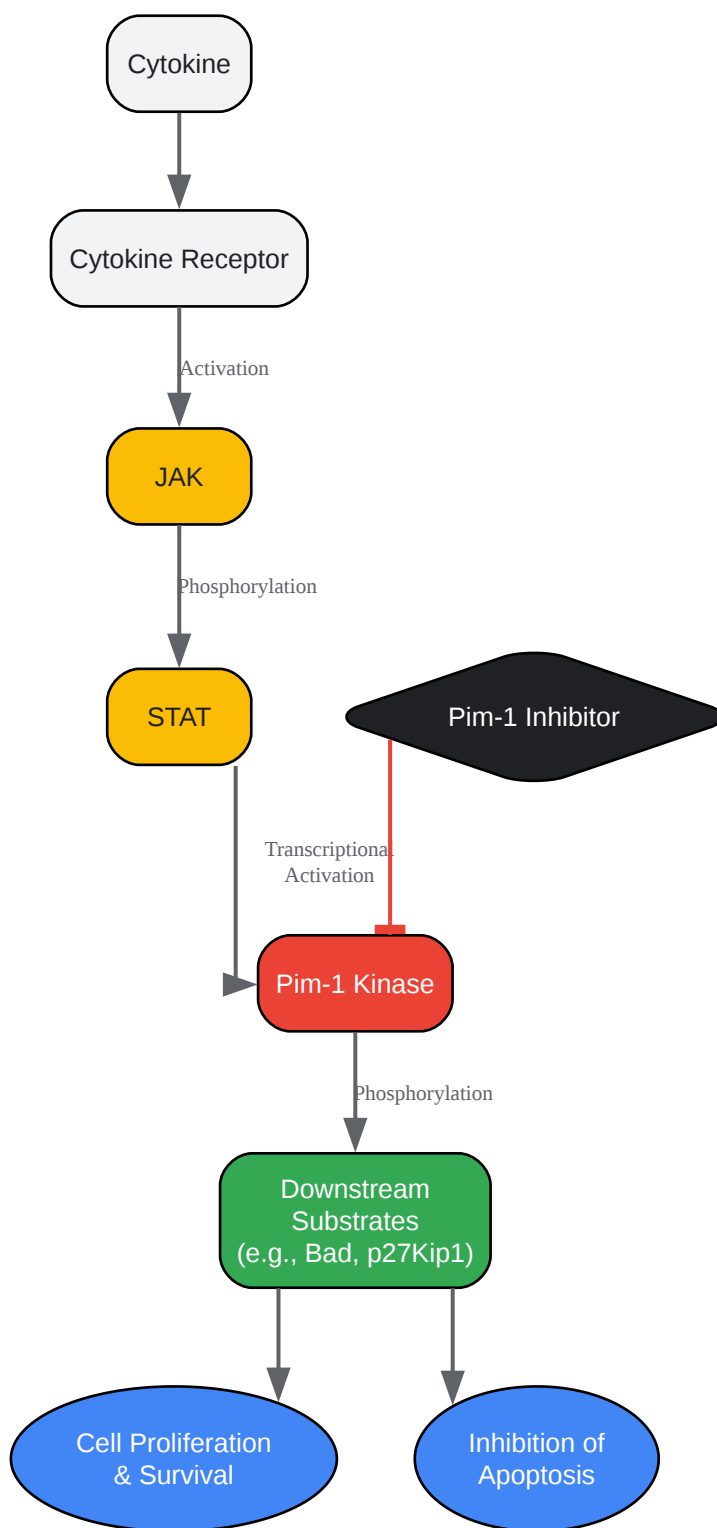 Cytokine
Cytokine Receptor
Activation
JAK
Phosphorylation
STAT
Pim-1 Inhibitor
Transcriptional
Activation
Pim-1 Kinase
Phosphorylation
Downstream
Substrates
(e.g., Bad, p27Kip1)
Cell Proliferation
& Survival
Inhibition of
Apoptosis